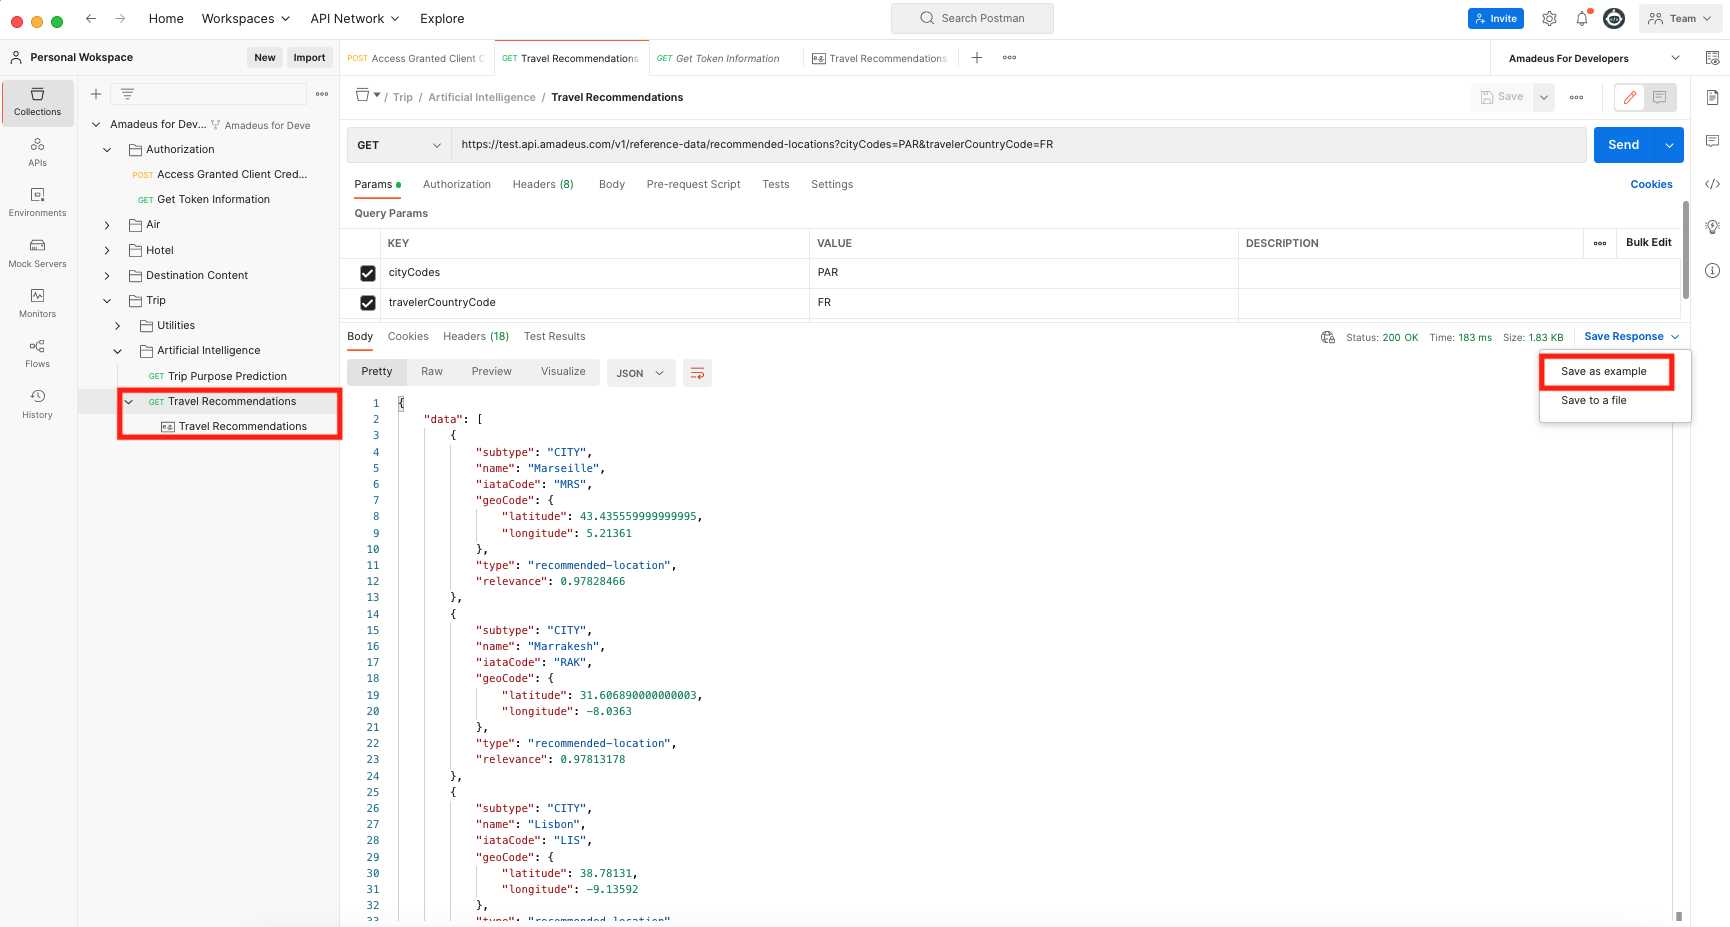 Home Workspaces API Network Explore Search Postman Invite Team
Personal Wokspace New Import
POST Access Granted Client C GET Travel Recommendations GET Get Token Information Travel Recommendations Amadeus For Developers
Collections
APIs
Environments
Mock Servers
Monitors
Flows
History
Amadeus for Dev... Amadeus for Deve
Authorization
POST Access Granted Client Cred...
GET Get Token Information
Air
Hotel
Destination Content
Trip
Utilities
Artificial Intelligence
GET Trip Purpose Prediction
GET Travel Recommendations
e.g. Travel Recommendations
/ Trip / Artificial Intelligence / Travel Recommendations Save
GET https://test.api.amadeus.com/v1/reference-data/recommended-locations?cityCodes=PAR&travelerCountryCode=FR Send
Params Authorization Headers (8) Body Pre-request Script Tests Settings Cookies
Query Params
KEY VALUE DESCRIPTION Bulk Edit
cityCodes PAR
travelerCountryCode FR
Body Cookies Headers (18) Test Results Status: 200 OK Time: 183 ms Size: 1.83 KB Save Response
Pretty Raw Preview Visualize JSON
Save as example
Save to a file
1 {
2 "data": [
3 {
4 "subtype": "CITY",
5 "name": "Marseille",
6 "iataCode": "MRS",
7 "geoCode": {
8 "latitude": 43.435559999999995,
9 "longitude": 5.21361
10 },
11 "type": "recommended-location",
12 "relevance": 0.97828466
13 },
14 {
15 "subtype": "CITY",
16 "name": "Marrakesh",
17 "iataCode": "RAK",
18 "geoCode": {
19 "latitude": 31.606890000000003,
20 "longitude": -8.0363
21 },
22 "type": "recommended-location",
23 "relevance": 0.97813178
24 },
25 {
26 "subtype": "CITY",
27 "name": "Lisbon",
28 "iataCode": "LIS",
29 "geoCode": {
30 "latitude": 38.78131,
31 "longitude": -9.13592
32 },
33 "type": "recommended-location"